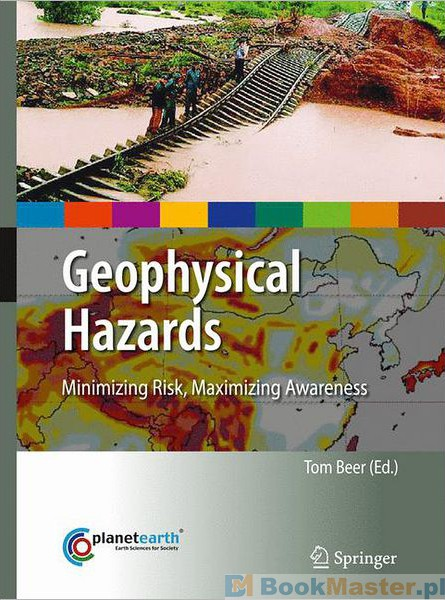 Geophysical
Hazards
Minimizing Risk, Maximizing Awareness
Tom Beer (Ed.)
planetearth®
Earth Sciences for Society
Springer
BookMaster.pl